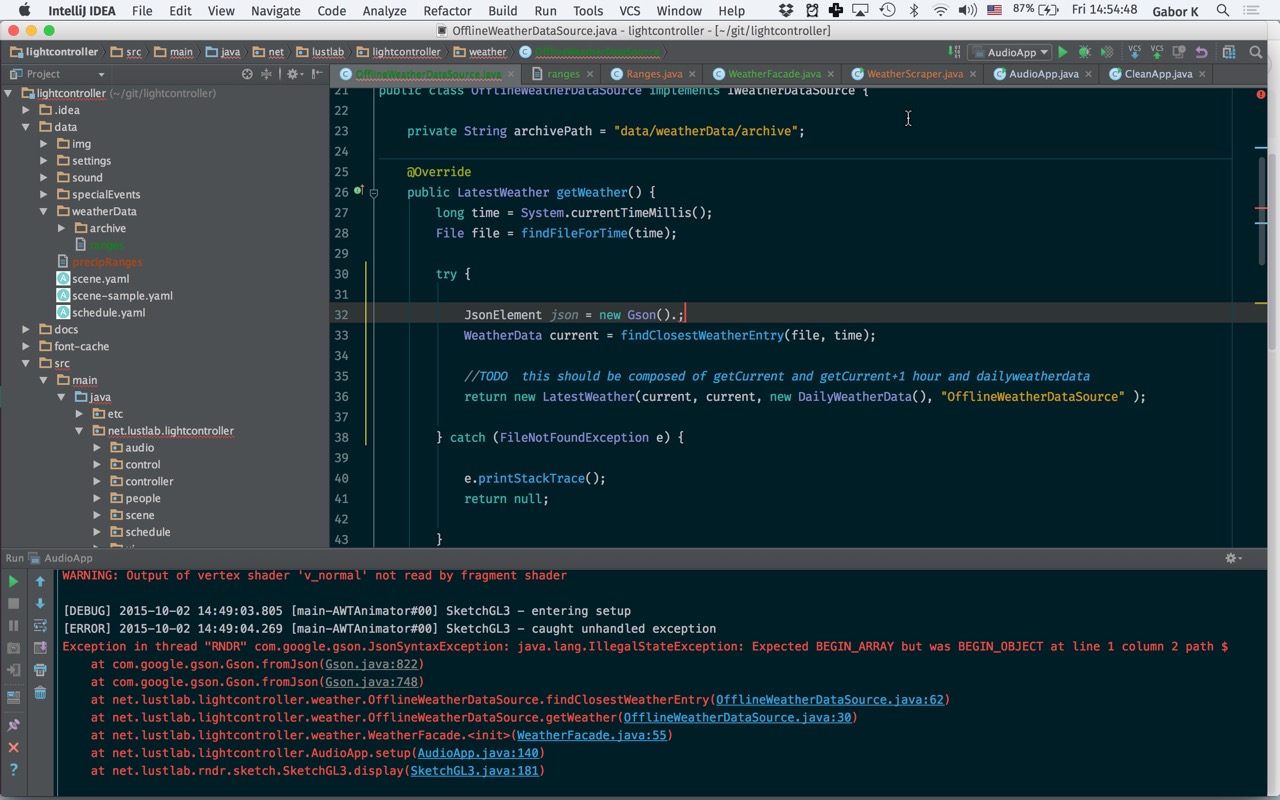 IntelliJ IDEA File Edit View Navigate Code Analyze Refactor Build Run Tools VCS Window Help 87% Fri 14:54:48 Gabor K
OfflineWeatherDataSource.java - lightcontroller - [~/git/lightcontroller]
lightcontroller src main java net lustlab lightcontroller weather OfflineWeatherDataSource AudioApp VCS VCS
Project OfflineWeatherDataSource.java ranges Ranges.java WeatherFacade.java WeatherScraper.java AudioApp.java CleanApp.java
lightcontroller (~/git/lightcontroller)
.idea
data
img
settings
sound
specialEvents
weatherData
archive
ranges
precipRanges
scene.yaml
scene-sample.yaml
schedule.yaml
docs
font-cache
src
main
java
etc
net.lustlab.lightcontroller
audio
control
controller
people
scene
schedule
21 public class OfflineWeatherDataSource implements IWeatherDataSource {
22
23 private String archivePath = "data/weatherData/archive";
24
25 @Override
26 public LatestWeather getWeather() {
27 long time = System.currentTimeMillis();
28 File file = findFileForTime(time);
29
30 try {
31
32 JsonElement json = new Gson().;
33 WeatherData current = findClosestWeatherEntry(file, time);
34
35 //TODO this should be composed of getCurrent and getCurrent+1 hour and dailyweatherdata
36 return new LatestWeather(current, current, new DailyWeatherData(), "OfflineWeatherDataSource" );
37
38 } catch (FileNotFoundException e) {
39
40 e.printStackTrace();
41 return null;
42
43 }
Run AudioApp
WARNING: Output of vertex shader 'v_normal' not read by fragment shader
[DEBUG] 2015-10-02 14:49:03.805 [main-AWTAnimator#00] SketchGL3 - entering setup
[ERROR] 2015-10-02 14:49:04.269 [main-AWTAnimator#00] SketchGL3 - caught unhandled exception
Exception in thread "RNDR" com.google.gson.JsonSyntaxException: java.lang.IllegalStateException: Expected BEGIN_ARRAY but was BEGIN_OBJECT at line 1 column 2 path $
at com.google.gson.Gson.fromJson(Gson.java:822)
at com.google.gson.Gson.fromJson(Gson.java:748)
at net.lustlab.lightcontroller.weather.OfflineWeatherDataSource.findClosestWeatherEntry(OfflineWeatherDataSource.java:62)
at net.lustlab.lightcontroller.weather.OfflineWeatherDataSource.getWeather(OfflineWeatherDataSource.java:30)
at net.lustlab.lightcontroller.weather.WeatherFacade.<init>(WeatherFacade.java:55)
at net.lustlab.lightcontroller.AudioApp.setup(AudioApp.java:140)
at net.lustlab.rndr.sketch.SketchGL3.display(SketchGL3.java:181)